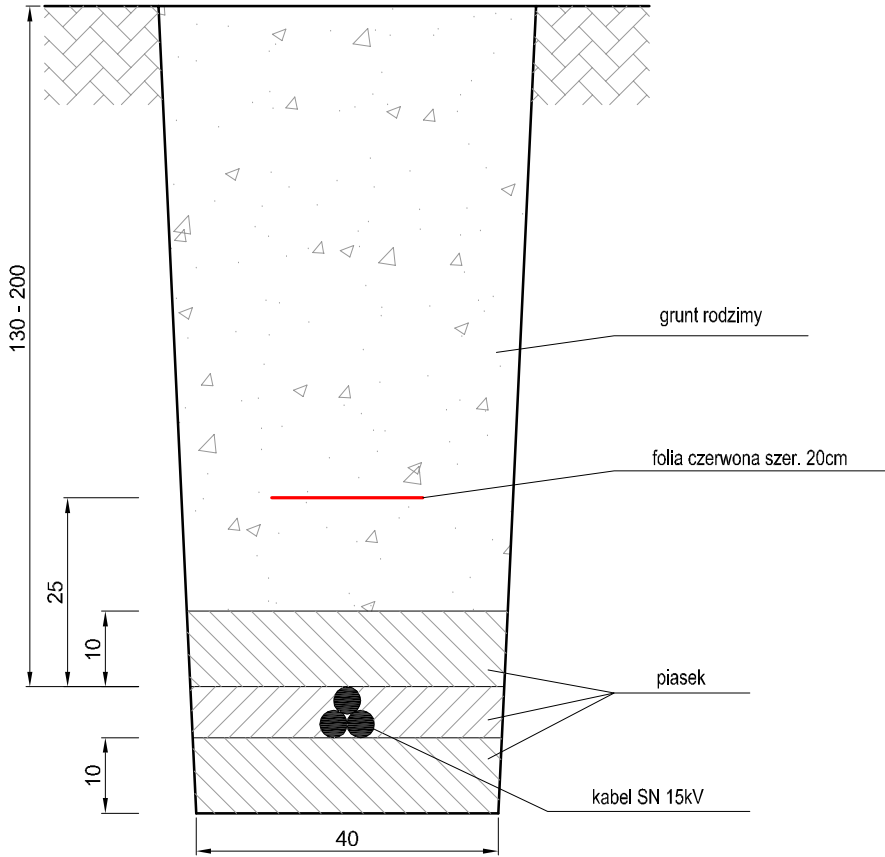 130 - 200
grunt rodzimy
folia czerwona szer. 20cm
25
10
piasek
10
kabel SN 15kV
40